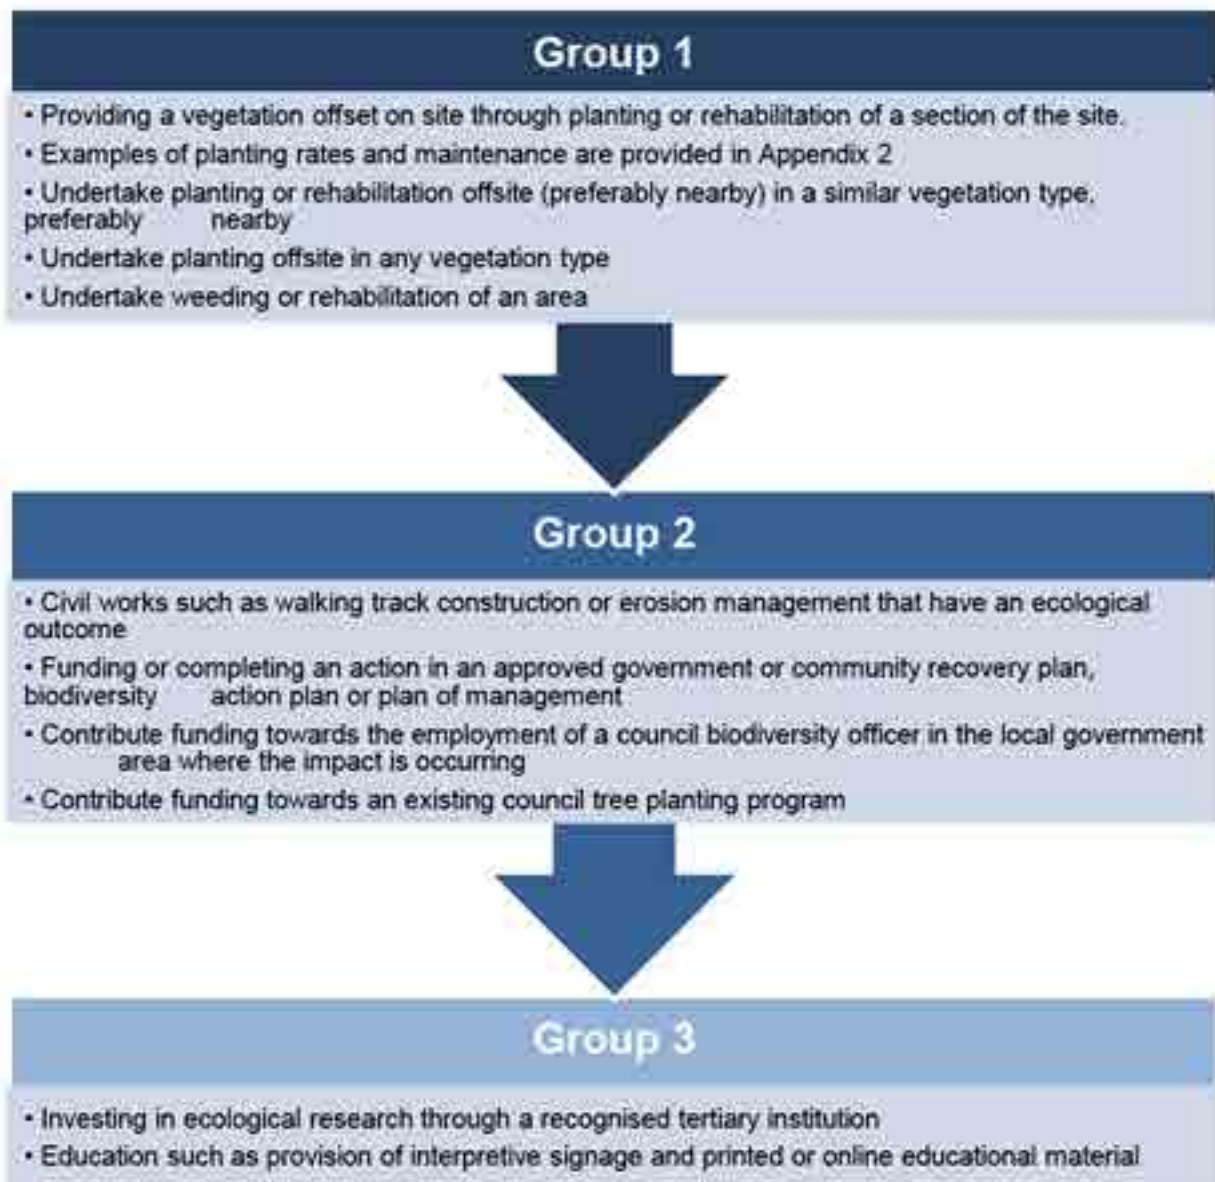 Group 1
• Providing a vegetation offset on site through planting or rehabilitation of a section of the site.
• Examples of planting rates and maintenance are provided in Appendix 2
• Undertake planting or rehabilitation offsite (preferably nearby) in a similar vegetation type,
preferably nearby
• Undertake planting offsite in any vegetation type
• Undertake weeding or rehabilitation of an area
Group 2
• Civil works such as walking track construction or erosion management that have an ecological
outcome
• Funding or completing an action in an approved government or community recovery plan,
biodiversity action plan or plan of management
• Contribute funding towards the employment of a council biodiversity officer in the local government
area where the impact is occurring
• Contribute funding towards an existing council tree planting program
Group 3
• Investing in ecological research through a recognised tertiary institution
• Education such as provision of interpretive signage and printed or online educational material